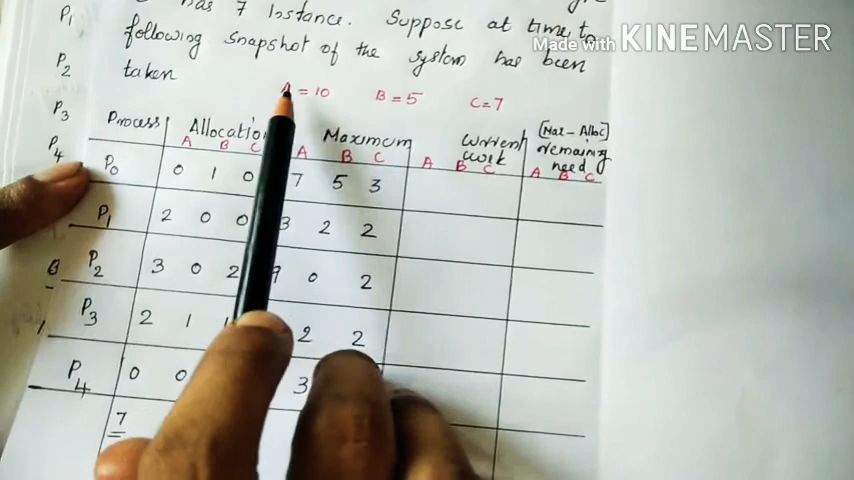 has 7 Instance. Suppose at time to
following snapshot of the system has been
taken
Made with KINEMASTER
P1
P2
P3
P4
A = 10 B = 5 C = 7
Process Allocation Maximum Current work [Max - Alloc] remaining need
A B C A B C A B C A B C
P0 0 1 0 7 5 3
P1 2 0 0 3 2 2
P2 3 0 2 9 0 2
P3 2 1 1 2 2
P4 0 0 3
7